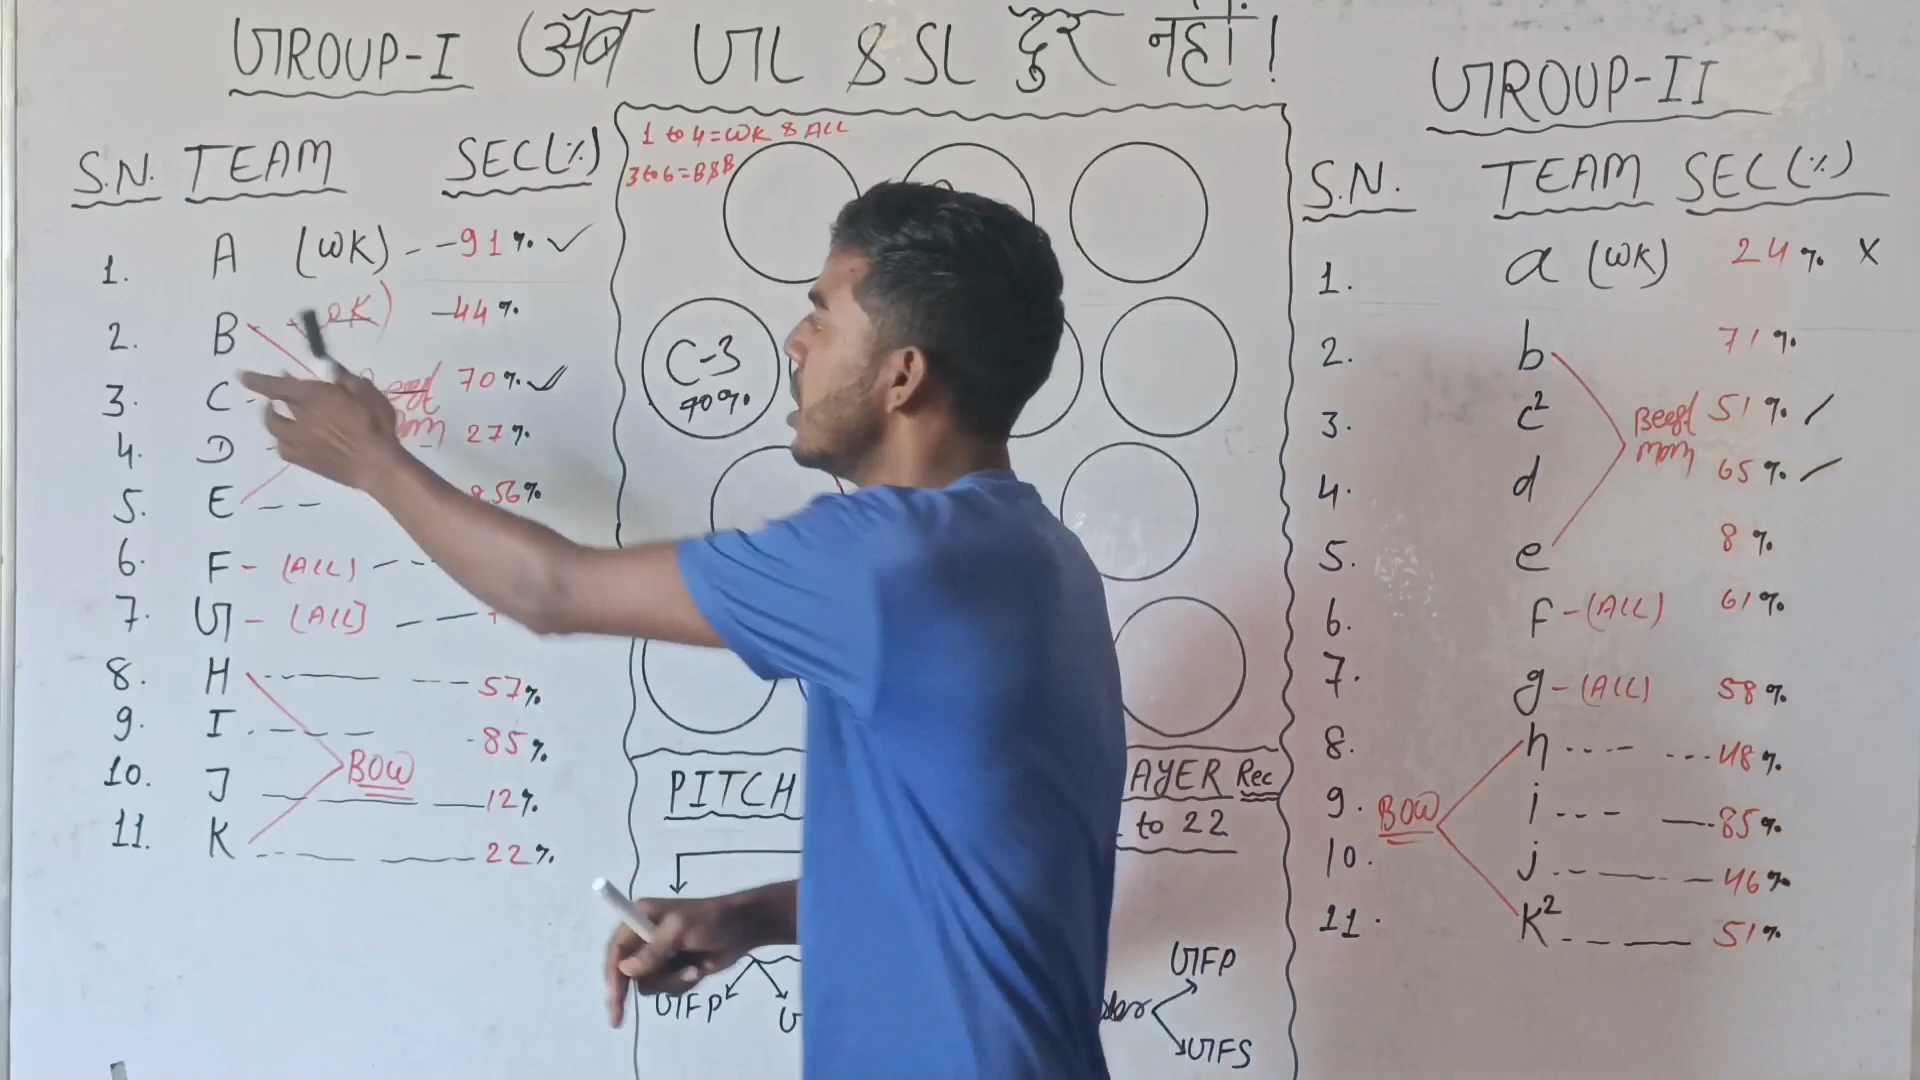 GROUP-I अब GL & SL दूर नहीं!
GROUP-II
S.N. TEAM SEC(%)
1. A (WK) - -91% ✓
2. B -44%
3. C - 70% ✓
4. D - 27%
5. E - - 56%
6. F - (ALL) - -
7. G - (ALL) - -
8. H - - - - - - - 57%
9. I - - - - 85%
10. J 12%
BOW
11. K - - - 22%
1 to 4 = WK & ALL
3 to 6 = B&B
C-3
70%
PITCH
AYER Rec
to 22
GFP
GFP
GFS
S.N. TEAM SEC(%)
1. a (WK) 24% X
2. b 71%
3. c² 51% /
4. d 65% /
5. e 8%
6. F - (ALL) 61%
7. g - (ALL) 58%
8. h - - - - - - - 48%
9. i - - - - 85%
BOW
10. j - - - - 46%
11. K² - - - 51%